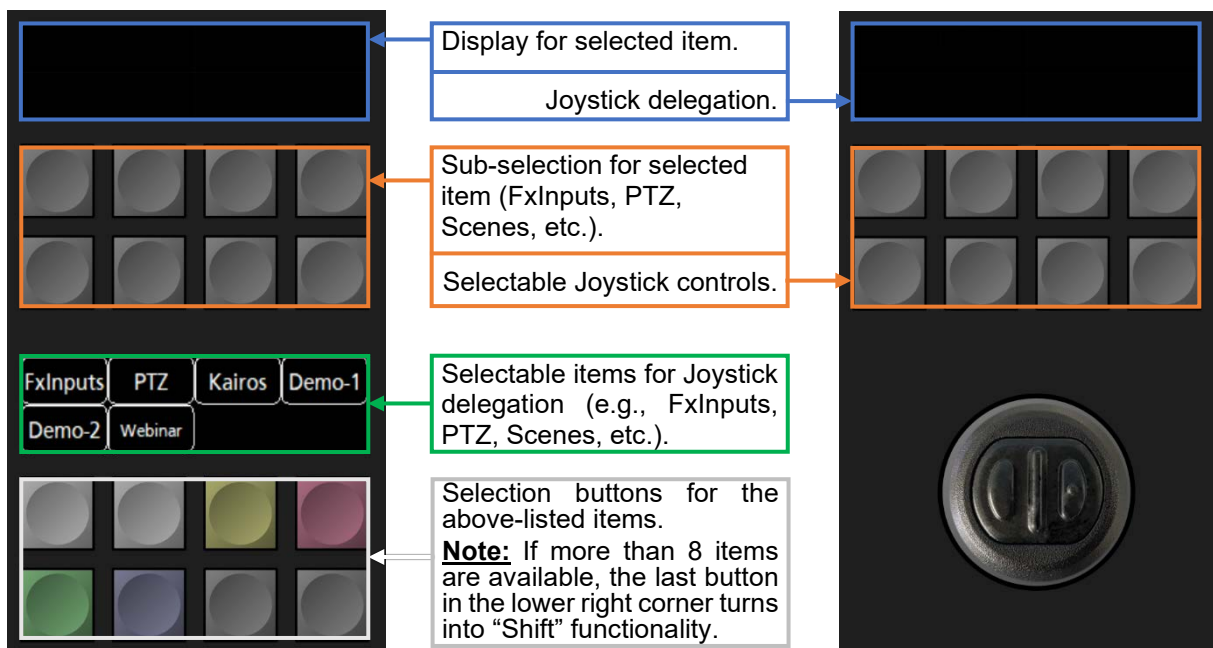 Display for selected item.
Joystick delegation.
Sub-selection for selected
item (FxInputs, PTZ,
Scenes, etc.).
Selectable Joystick controls.
FxInputs PTZ Kairos Demo-1
Demo-2 Webinar
Selectable items for Joystick
delegation (e.g., FxInputs,
PTZ, Scenes, etc.).
Selection buttons for the
above-listed items.
Note: If more than 8 items
are available, the last button
in the lower right corner turns
into “Shift” functionality.